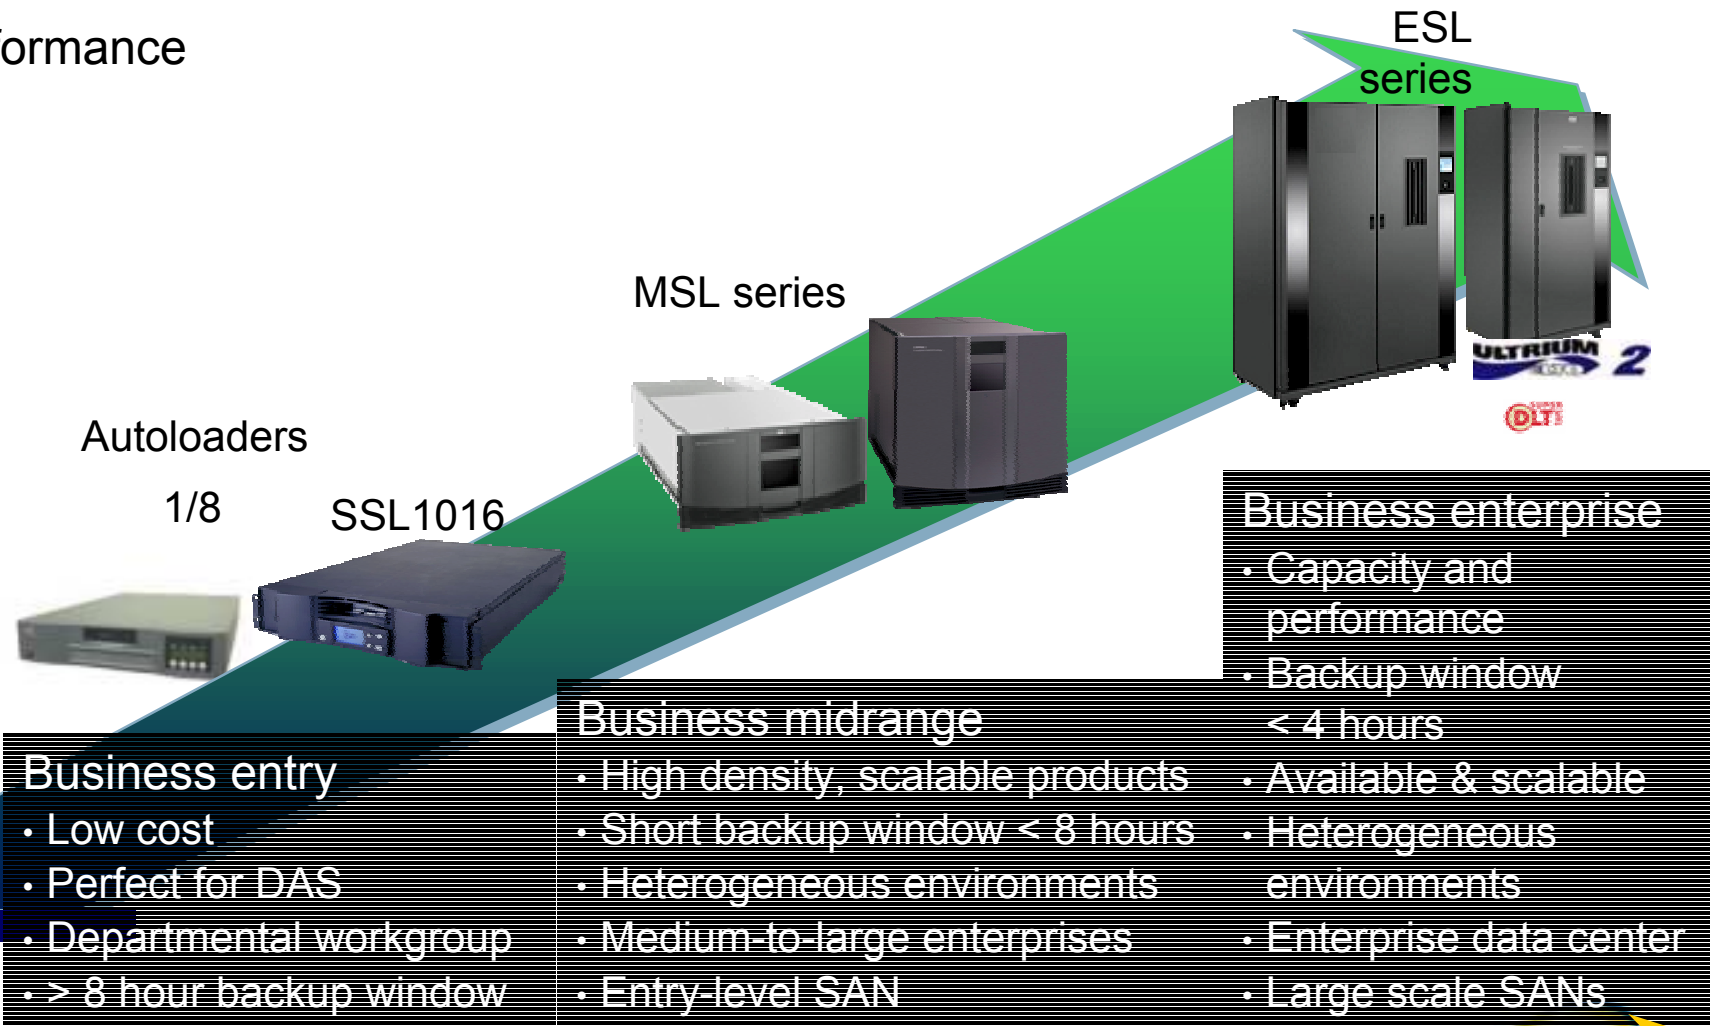 formance
ESL
series
MSL series
Autoloaders
1/8
SSL1016
ULTRIUM 2
SUPER
DLT
Business enterprise
• Capacity and
performance
• Backup window
< 4 hours
• Available & scalable
• Heterogeneous
environments
• Enterprise data center
• Large scale SANs
Business midrange
• High density, scalable products
• Short backup window < 8 hours
• Heterogeneous environments
• Medium-to-large enterprises
• Entry-level SAN
Business entry
• Low cost
• Perfect for DAS
• Departmental workgroup
• > 8 hour backup window